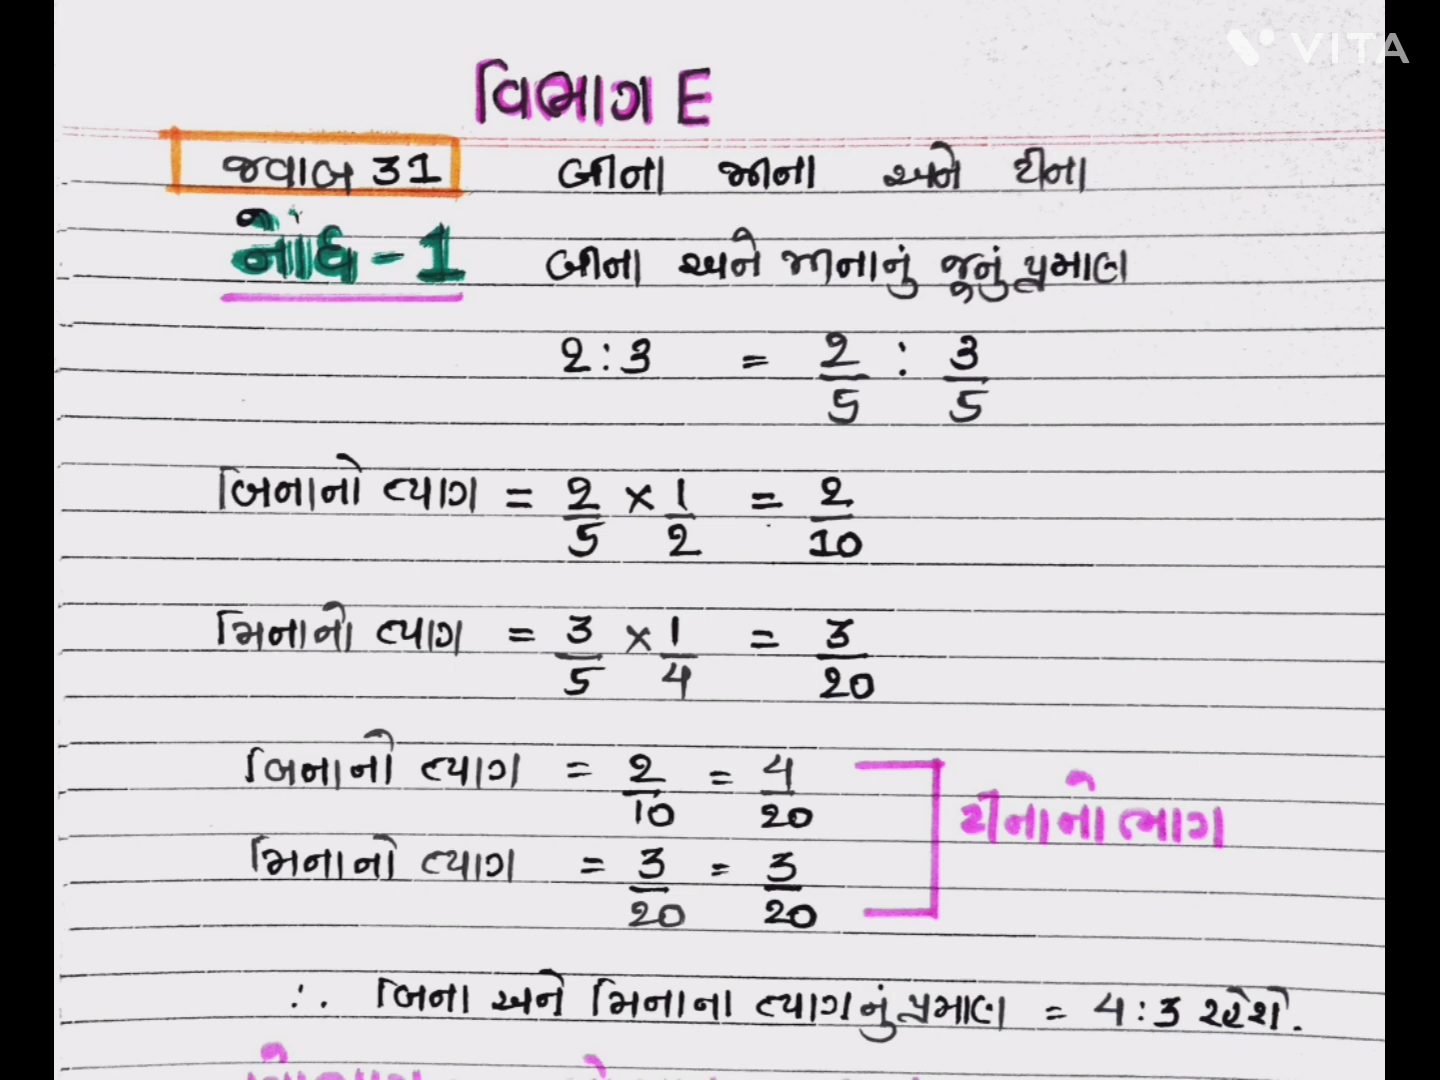 VITA
વિભાગ E
જવાબ 31 બીના મીના અને ટીના
નોંધ - 1 બીના અને મીનાનું જૂનું પ્રમાણ
2 : 3 = 2/5 : 3/5
બિનાનો ત્યાગ = 2/5 × 1/2 = 2/10
મિનાનો ત્યાગ = 3/5 × 1/4 = 3/20
બિનાનો ત્યાગ = 2/10 = 4/20
ટીનાનો ભાગ
મિનાનો ત્યાગ = 3/20 = 3/20
∴ બિના અને મિનાના ત્યાગનું પ્રમાણ = 4 : 3 રહેશે.